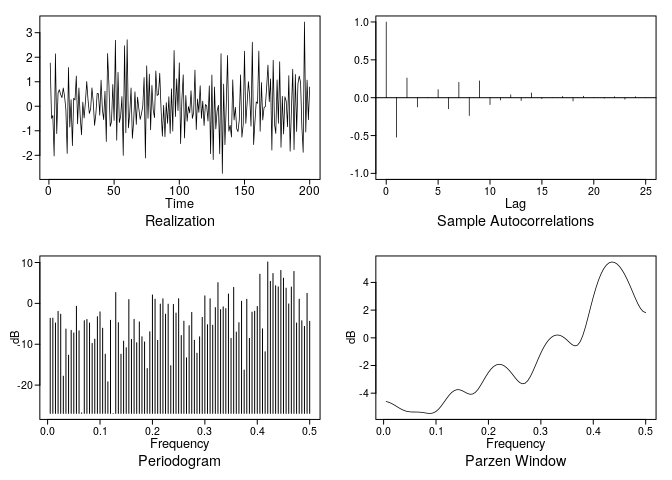 3
2
1
0
-1
-2
0 50 100 150 200
Time
Realization
1.0
0.5
0.0
-0.5
-1.0
0 5 10 15 20 25
Lag
Sample Autocorrelations
10
0
-10
-20
dB
0.0 0.1 0.2 0.3 0.4 0.5
Frequency
Periodogram
4
2
0
-2
-4
dB
0.0 0.1 0.2 0.3 0.4 0.5
Frequency
Parzen Window